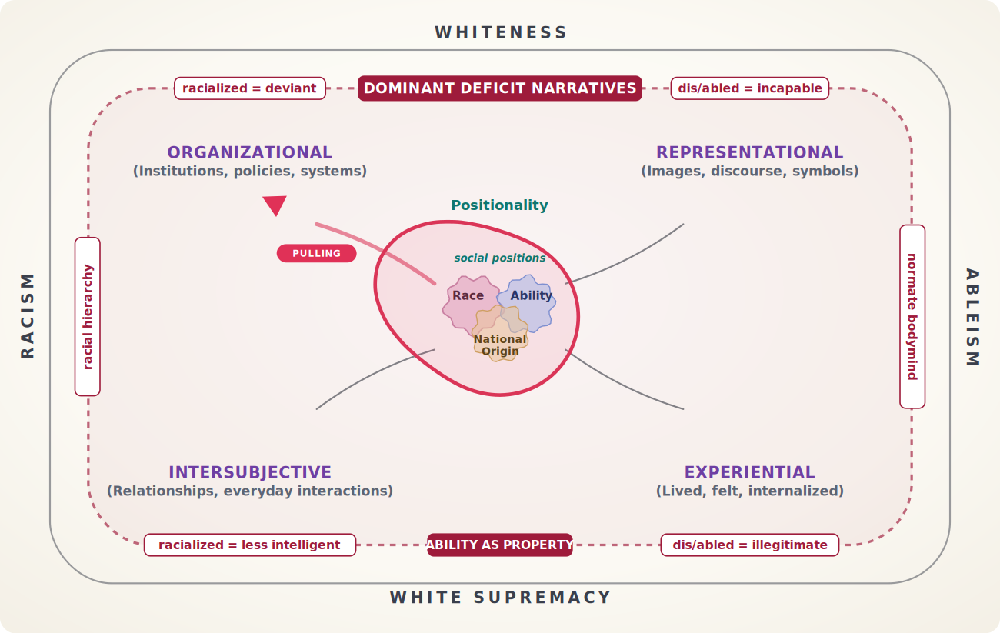 WHITENESS
racialized = deviant
DOMINANT DEFICIT NARRATIVES
dis/abled = incapable
ORGANIZATIONAL
(Institutions, policies, systems)
REPRESENTATIONAL
(Images, discourse, symbols)
Positionality
PULLING
social positions
Race
Ability
National
Origin
RACISM
racial hierarchy
normate bodymind
ABLEISM
INTERSUBJECTIVE
(Relationships, everyday interactions)
EXPERIENTIAL
(Lived, felt, internalized)
racialized = less intelligent
ABILITY AS PROPERTY
dis/abled = illegitimate
WHITE SUPREMACY